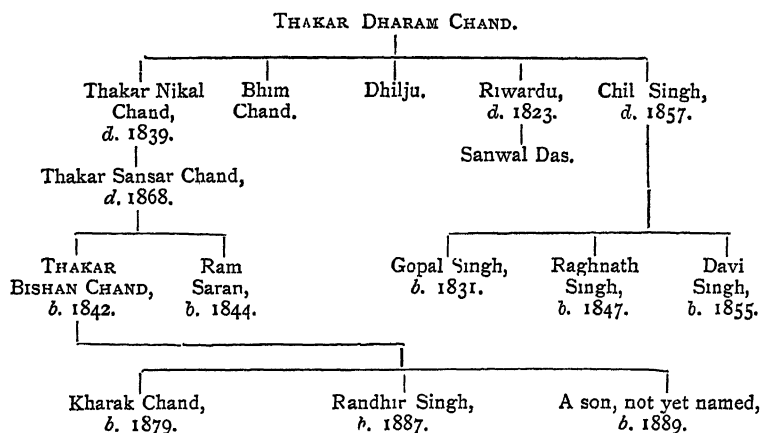 THAKAR DHARAM CHAND.
Thakar Nikal
Chand,
d. 1839.
Bhim
Chand.
Dhilju.
Riwardu,
d. 1823.
Chil Singh,
d. 1857.
Sanwal Das.
Thakar Sansar Chand,
d. 1868.
THAKAR
BISHAN CHAND,
b. 1842.
Ram
Saran,
b. 1844.
Gopal Singh,
b. 1831.
Raghnath
Singh,
b. 1847.
Davi
Singh,
b. 1855.
Kharak Chand,
b. 1879.
Randhir Singh,
b. 1887.
A son, not yet named,
b. 1889.